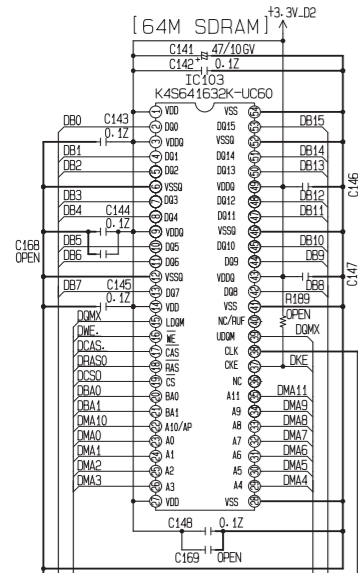 [64M SDRAM]
+3.3V_D2
C141 47/10GV
C142 0.1Z
IC103
K4S641632K-UC60
C143
0.1Z
DB0
VDD VSS
DQ0 DQ15 DB15
VDDQ VSSQ
DB1 DQ1 DQ14 DB14
DB2 DQ2 DQ13 DB13
VSSQ VDDQ
C146
DB3 DQ3 DQ12 DB12
DB4 C144 DQ4 DQ11 DB11
0.1Z VDDQ VSSQ
C168
OPEN
DB5 DQ5 DQ10 DB10
DB6 DQ6 DQ9 DB9
VSSQ VDDQ
C147
DB7 C145 DQ7 DQ8 DB8
0.1Z VDD VSS
R189
OPEN
DQMX LDQM NC/RUF
DWE. WE UDQM DQMX
DCAS. CAS CLK
DRASO RAS CKE DKE
DCSO CS NC
DBA0 BA0 A11 DMA11
DBA1 BA1 A9 DMA9
DMA10 A10/AP A8 DMA8
DMA0 A0 A7 DMA7
DMA1 A1 A6 DMA6
DMA2 A2 A5 DMA5
DMA3 A3 A4 DMA4
VDD VSS
C148 0.1Z
C169 OPEN